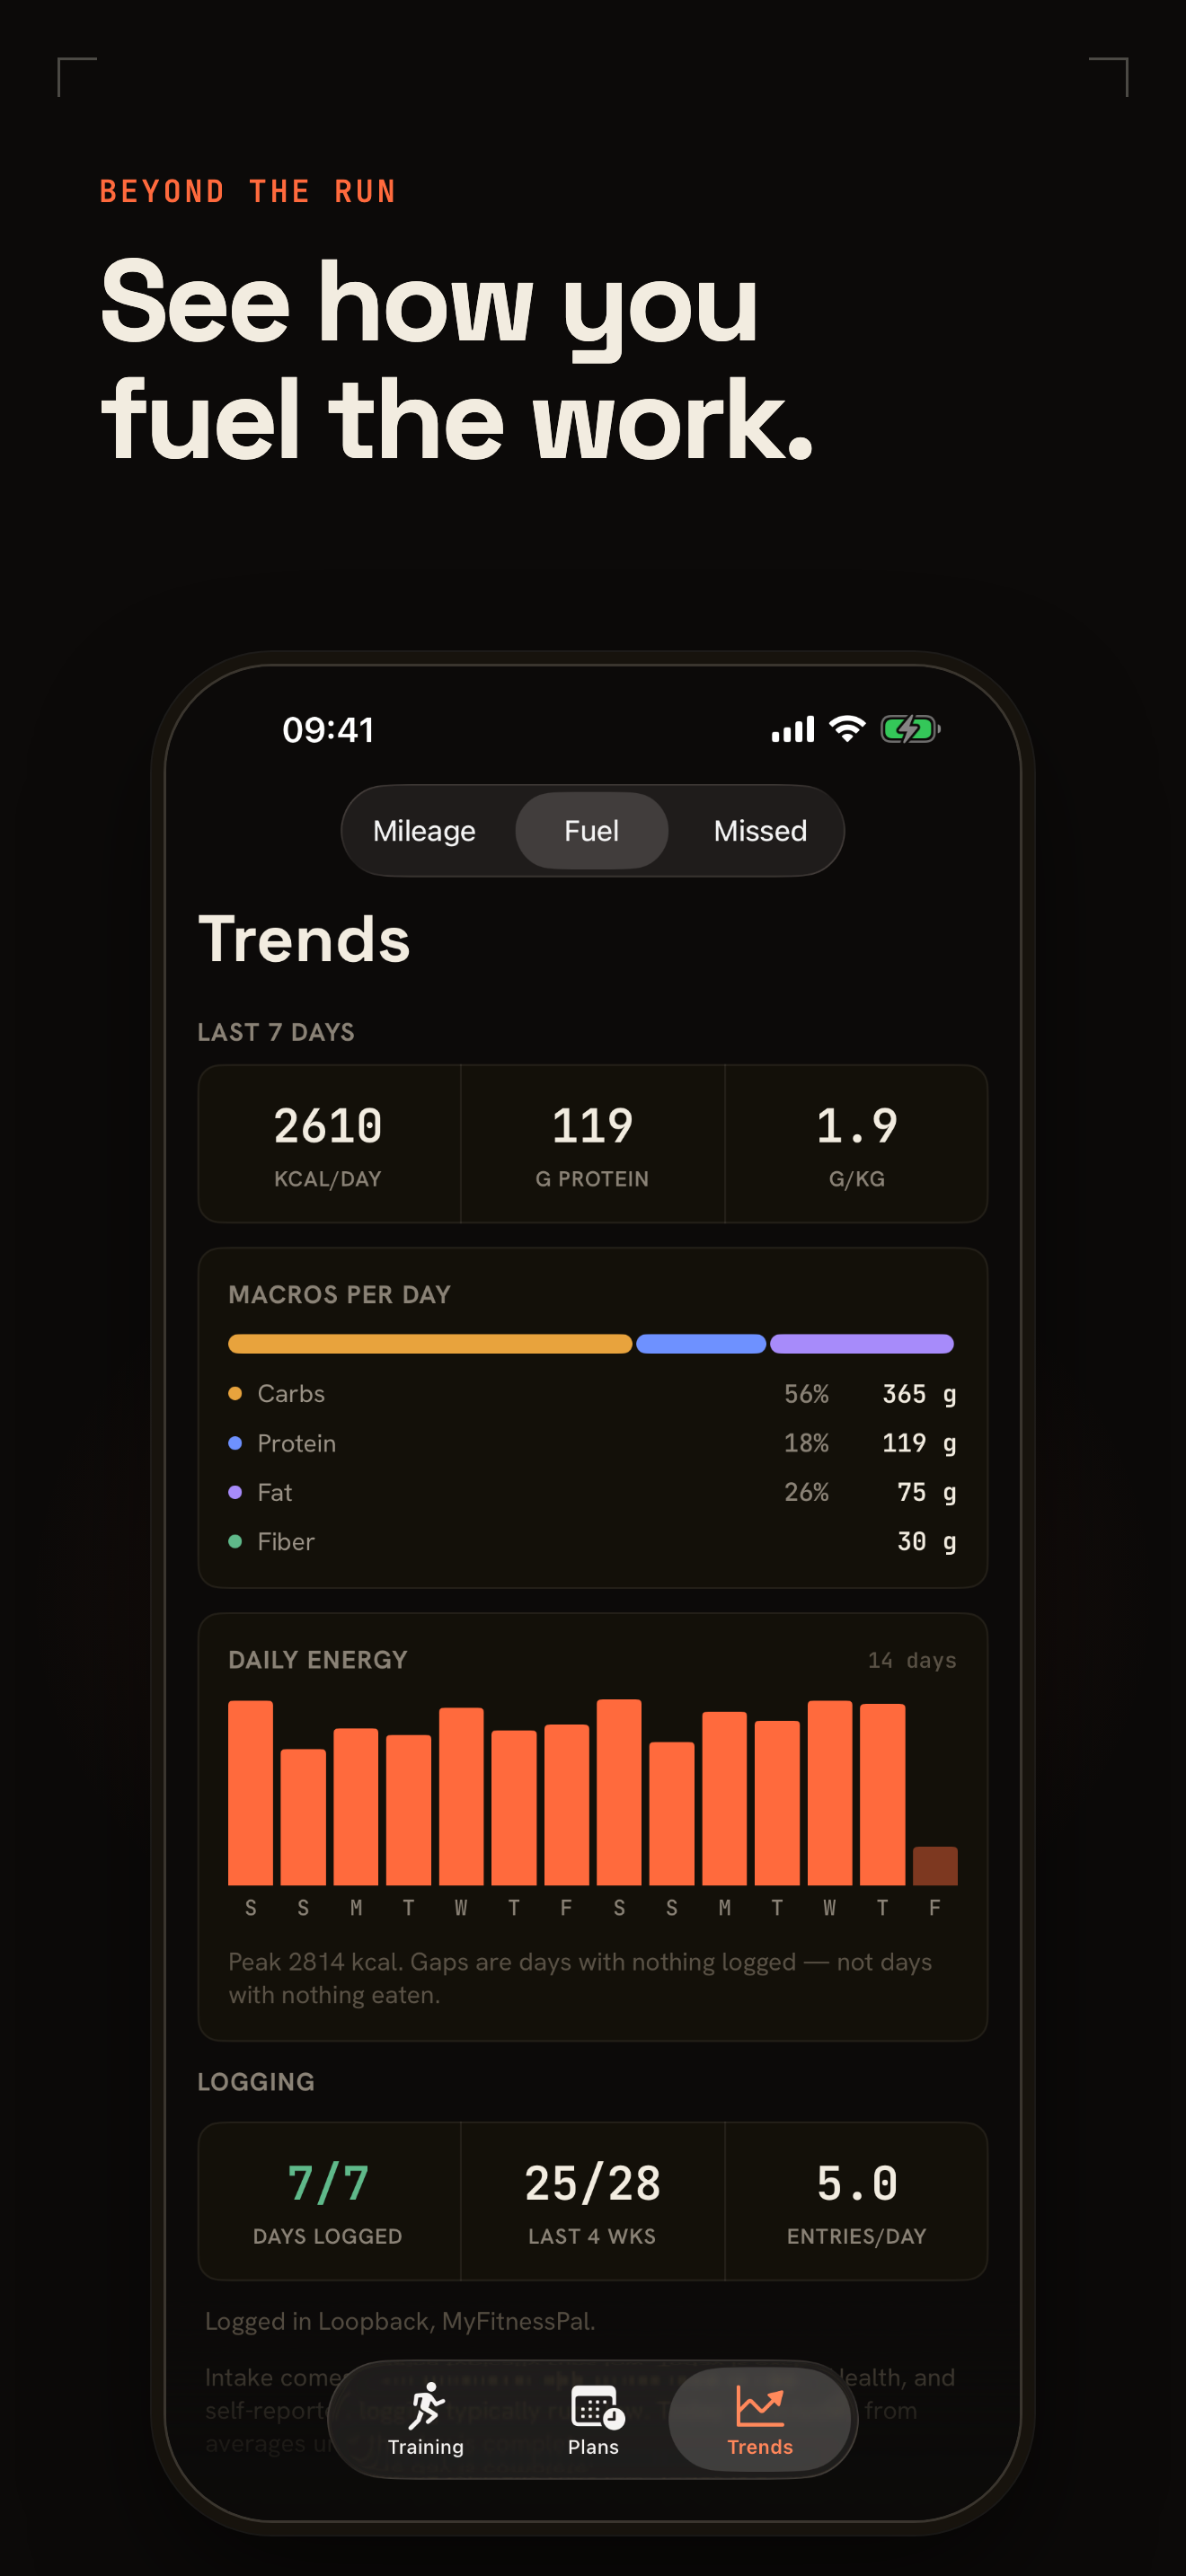 BEYOND THE RUN
See how you
fuel the work.
09:41
Mileage Fuel Missed
Trends
LAST 7 DAYS
2610 119 1.9
KCAL/DAY G PROTEIN G/KG
MACROS PER DAY
Carbs 56% 365 g
Protein 18% 119 g
Fat 26% 75 g
Fiber 30 g
DAILY ENERGY 14 days
S S M T W T F S S M T W T F
Peak 2814 kcal. Gaps are days with nothing logged — not days
with nothing eaten.
LOGGING
7/7 25/28 5.0
DAYS LOGGED LAST 4 WKS ENTRIES/DAY
Logged in Loopback, MyFitnessPal.
Intake and
self-reported typically from
averages
Training Plans Trends